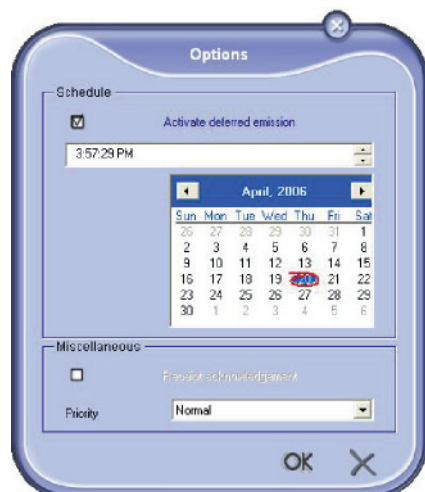 Options
Schedule
Activate deferred emission
3:57:29 PM
April, 2006
Sun Mon Tue Wed Thu Fri Sat
26 27 28 29 30 31 1
2 3 4 5 6 7 8
9 10 11 12 13 14 15
16 17 18 19 20 21 22
23 24 25 26 27 28 29
30 1 2 3 4 5 6
Miscellaneous
Receipt acknowledgement
Priority Normal
OK